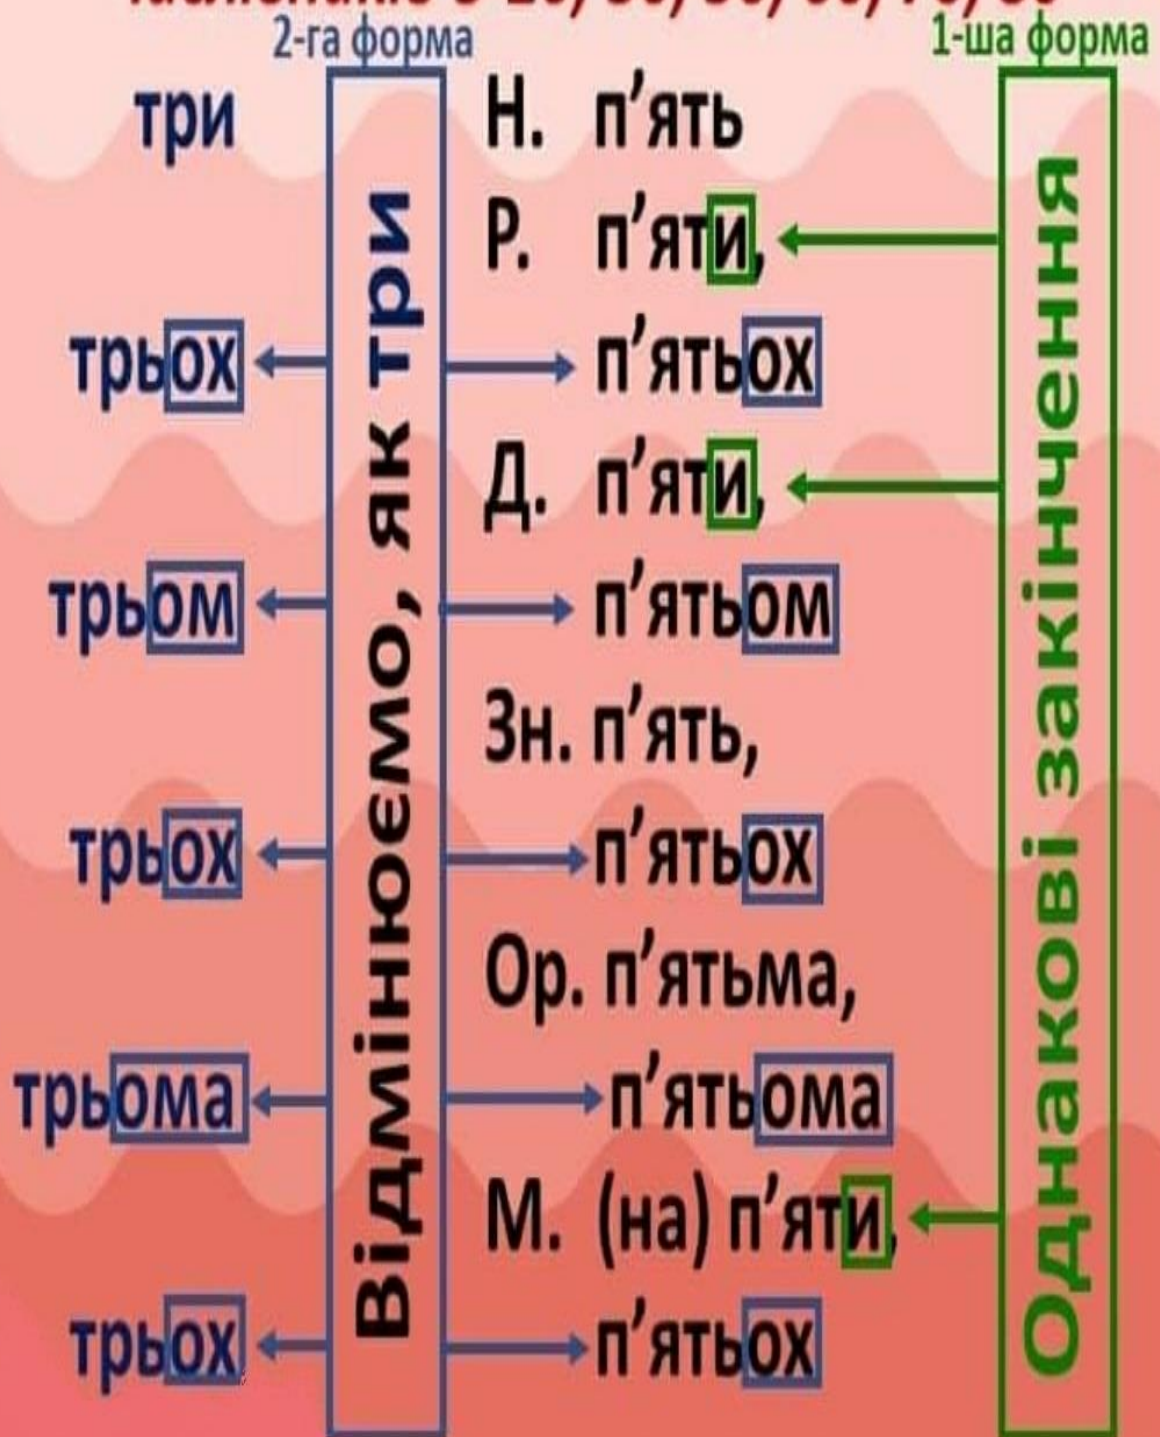 2-га форма
1-ша форма
три
Н. п'ять
Р. п'яти,
трьох
п'ятьох
Д. п'яти,
трьом
п'ятьом
Зн. п'ять,
трьох
п'ятьох
Ор. п'ятьма,
трьома
п'ятьома
М. (на) п'яти,
трьох
п'ятьох
Відмінюємо, як три
Однакові закінчення